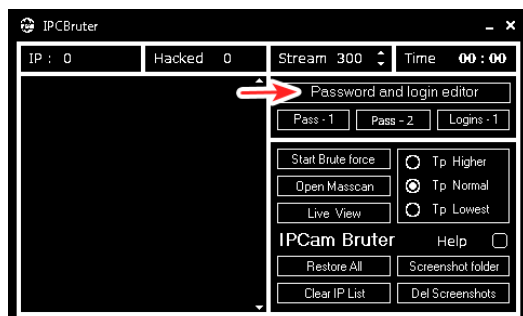 IPCBruter
IP : 0 Hacked 0 Stream 300 Time 00 : 00
Password and login editor
Pass - 1 Pass - 2 Logins - 1
Start Brute force Tp Higher
Open Masscan Tp Normal
Live View Tp Lowest
IPCam Bruter Help
Restore All Screenshot folder
Clear IP List Del Screenshots